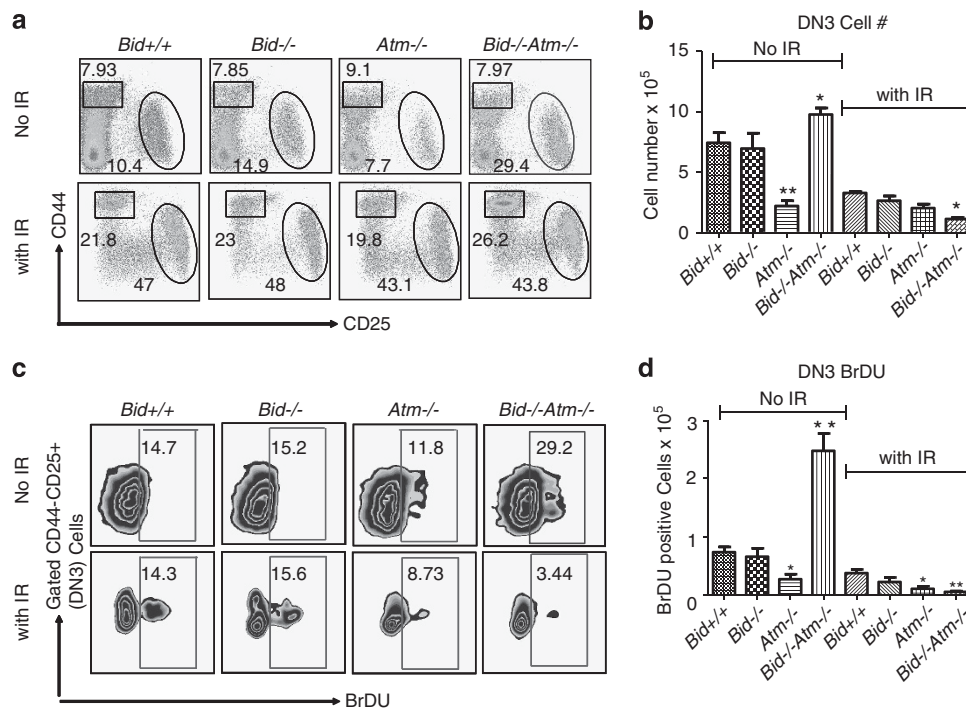 a
Bid+/+ Bid-/- Atm-/- Bid-/-Atm-/-
No IR
7.93 7.85 9.1 7.97
10.4 14.9 7.7 29.4
with IR
21.8 23 19.8 26.2
47 48 43.1 43.8
CD44
CD25
b
DN3 Cell #
No IR
with IR
Cell number x 10⁵
15
10
5
0
*
**
*
Bid+/+ Bid-/- Atm-/- Bid-/-Atm-/- Bid+/+ Bid-/- Atm-/- Bid-/-Atm-/-
c
Bid+/+ Bid-/- Atm-/- Bid-/-Atm-/-
No IR
14.7 15.2 11.8 29.2
with IR
14.3 15.6 8.73 3.44
Gated CD44-CD25+
(DN3) Cells
BrDU
d
DN3 BrDU
No IR
with IR
BrDU positive Cells x 10⁵
3
2
1
0
* *
*
*
**
Bid+/+ Bid-/- Atm-/- Bid-/-Atm-/- Bid+/+ Bid-/- Atm-/- Bid-/-Atm-/-